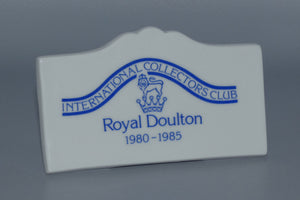 INTERNATIONAL COLLECTORS CLUB
Royal Doulton
1980-1985